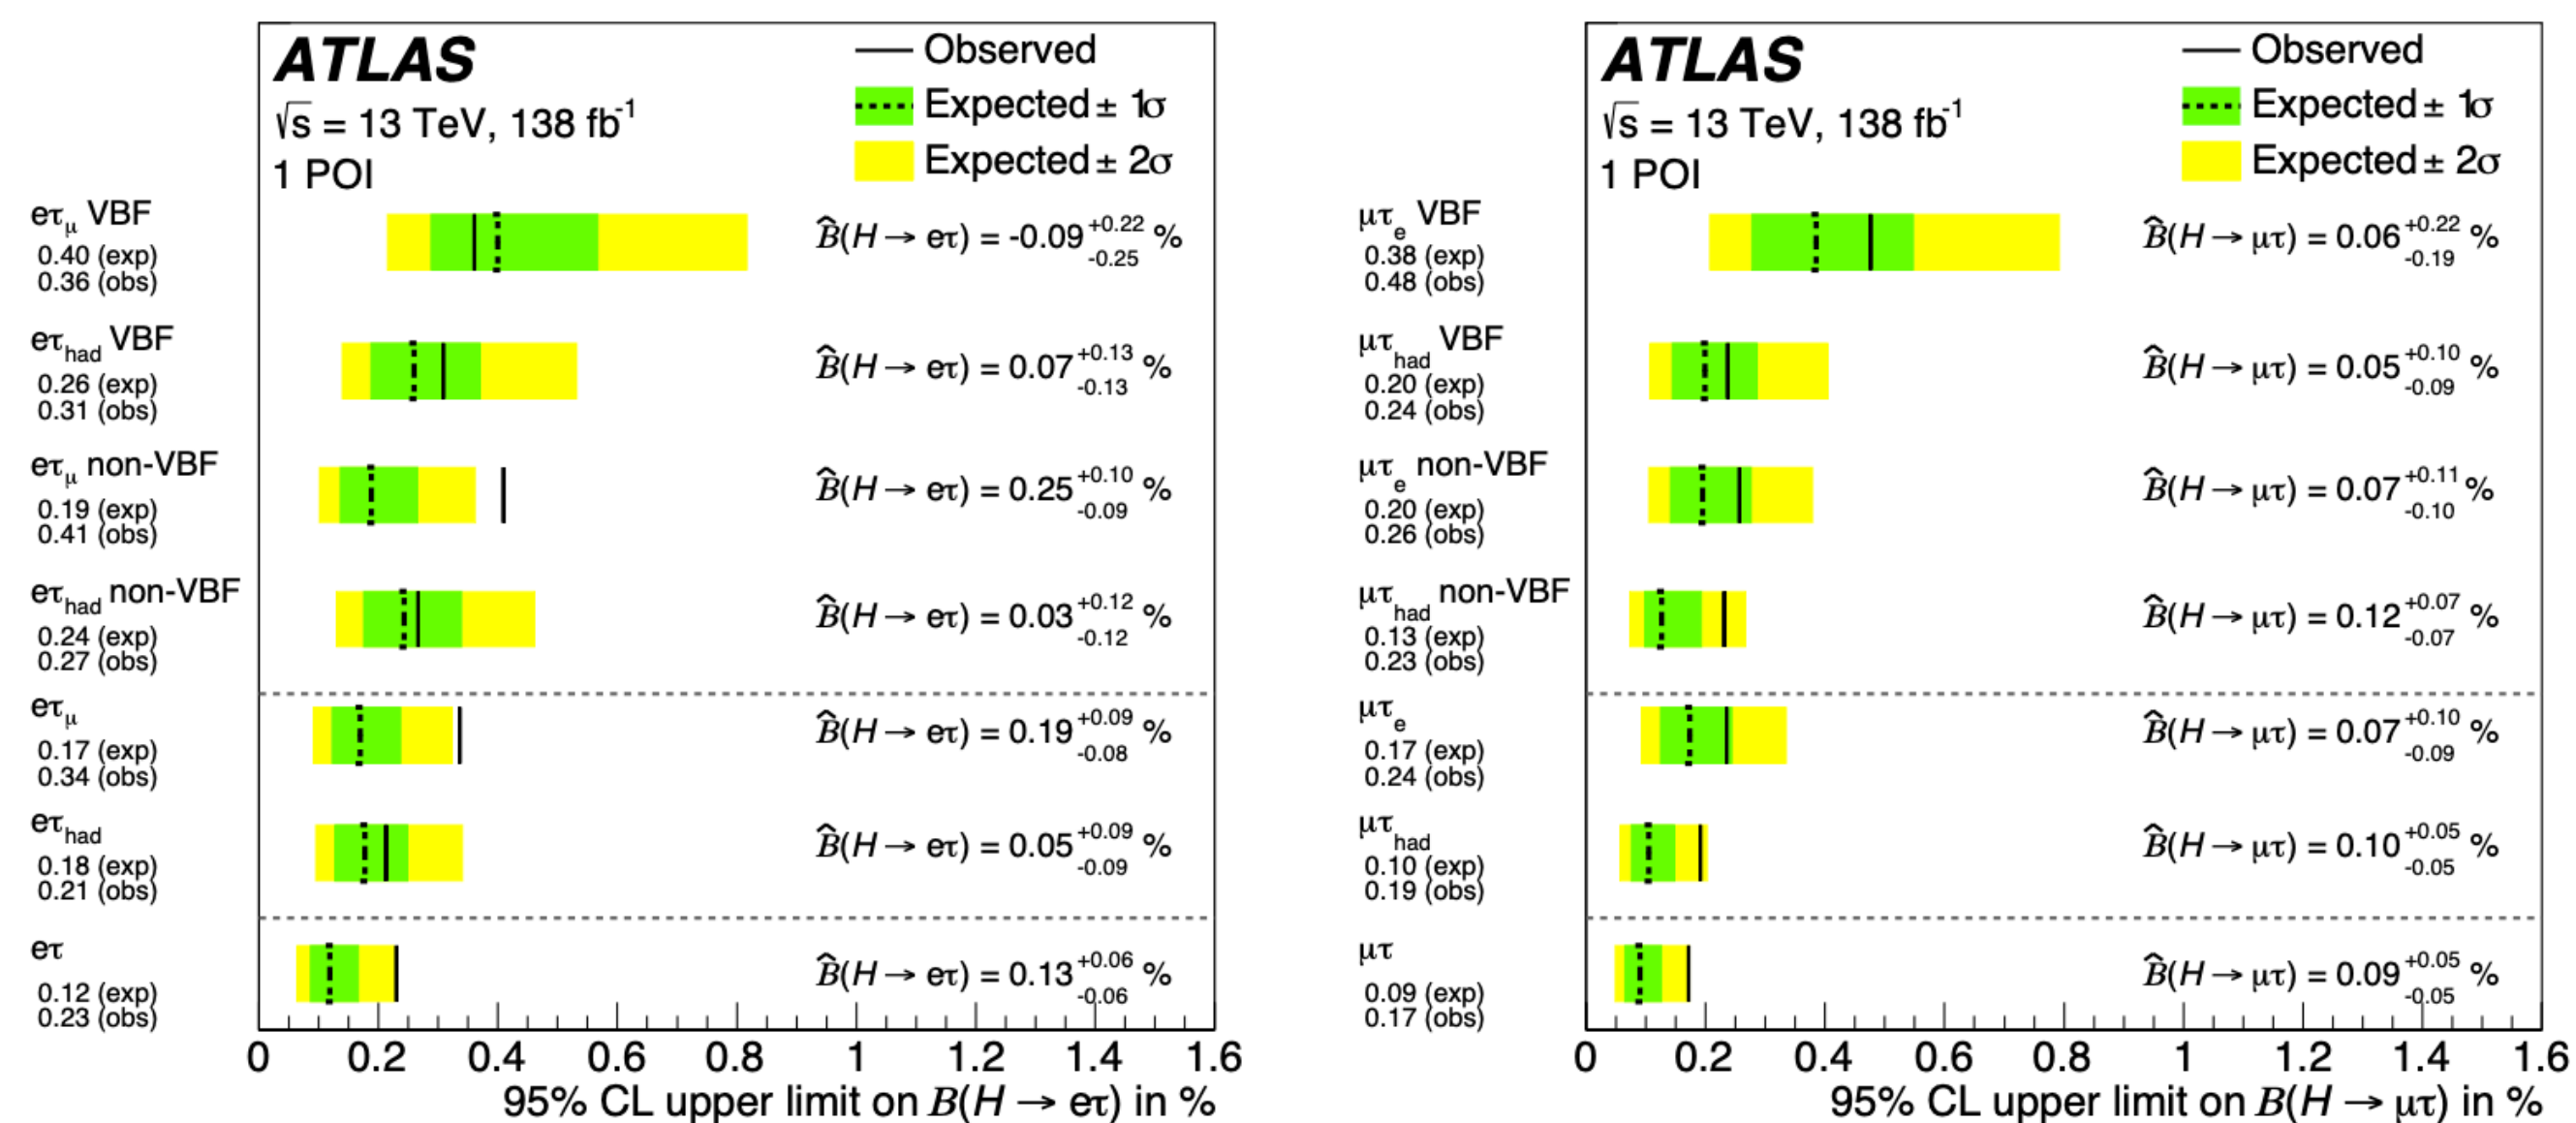 ATLAS
√s = 13 TeV, 138 fb⁻¹
1 POI
Observed
Expected ± 1σ
Expected ± 2σ
eτ_μ VBF
0.40 (exp)
0.36 (obs)
B̂(H → eτ) = -0.09 +0.22 -0.25 %
eτ_had VBF
0.26 (exp)
0.31 (obs)
B̂(H → eτ) = 0.07 +0.13 -0.13 %
eτ_μ non-VBF
0.19 (exp)
0.41 (obs)
B̂(H → eτ) = 0.25 +0.10 -0.09 %
eτ_had non-VBF
0.24 (exp)
0.27 (obs)
B̂(H → eτ) = 0.03 +0.12 -0.12 %
eτ_μ
0.17 (exp)
0.34 (obs)
B̂(H → eτ) = 0.19 +0.09 -0.08 %
eτ_had
0.18 (exp)
0.21 (obs)
B̂(H → eτ) = 0.05 +0.09 -0.09 %
eτ
0.12 (exp)
0.23 (obs)
B̂(H → eτ) = 0.13 +0.06 -0.06 %
0 0.2 0.4 0.6 0.8 1 1.2 1.4 1.6
95% CL upper limit on B(H → eτ) in %
ATLAS
√s = 13 TeV, 138 fb⁻¹
1 POI
Observed
Expected ± 1σ
Expected ± 2σ
μτ_e VBF
0.38 (exp)
0.48 (obs)
B̂(H → μτ) = 0.06 +0.22 -0.19 %
μτ_had VBF
0.20 (exp)
0.24 (obs)
B̂(H → μτ) = 0.05 +0.10 -0.09 %
μτ_e non-VBF
0.20 (exp)
0.26 (obs)
B̂(H → μτ) = 0.07 +0.11 -0.10 %
μτ_had non-VBF
0.13 (exp)
0.23 (obs)
B̂(H → μτ) = 0.12 +0.07 -0.07 %
μτ_e
0.17 (exp)
0.24 (obs)
B̂(H → μτ) = 0.07 +0.10 -0.09 %
μτ_had
0.10 (exp)
0.19 (obs)
B̂(H → μτ) = 0.10 +0.05 -0.05 %
μτ
0.09 (exp)
0.17 (obs)
B̂(H → μτ) = 0.09 +0.05 -0.05 %
0 0.2 0.4 0.6 0.8 1 1.2 1.4 1.6
95% CL upper limit on B(H → μτ) in %